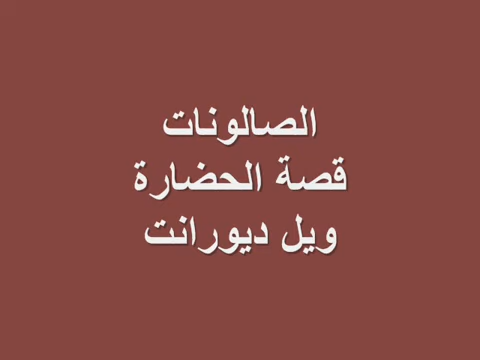 الصالونات
قصة الحضارة
ويل ديورانت